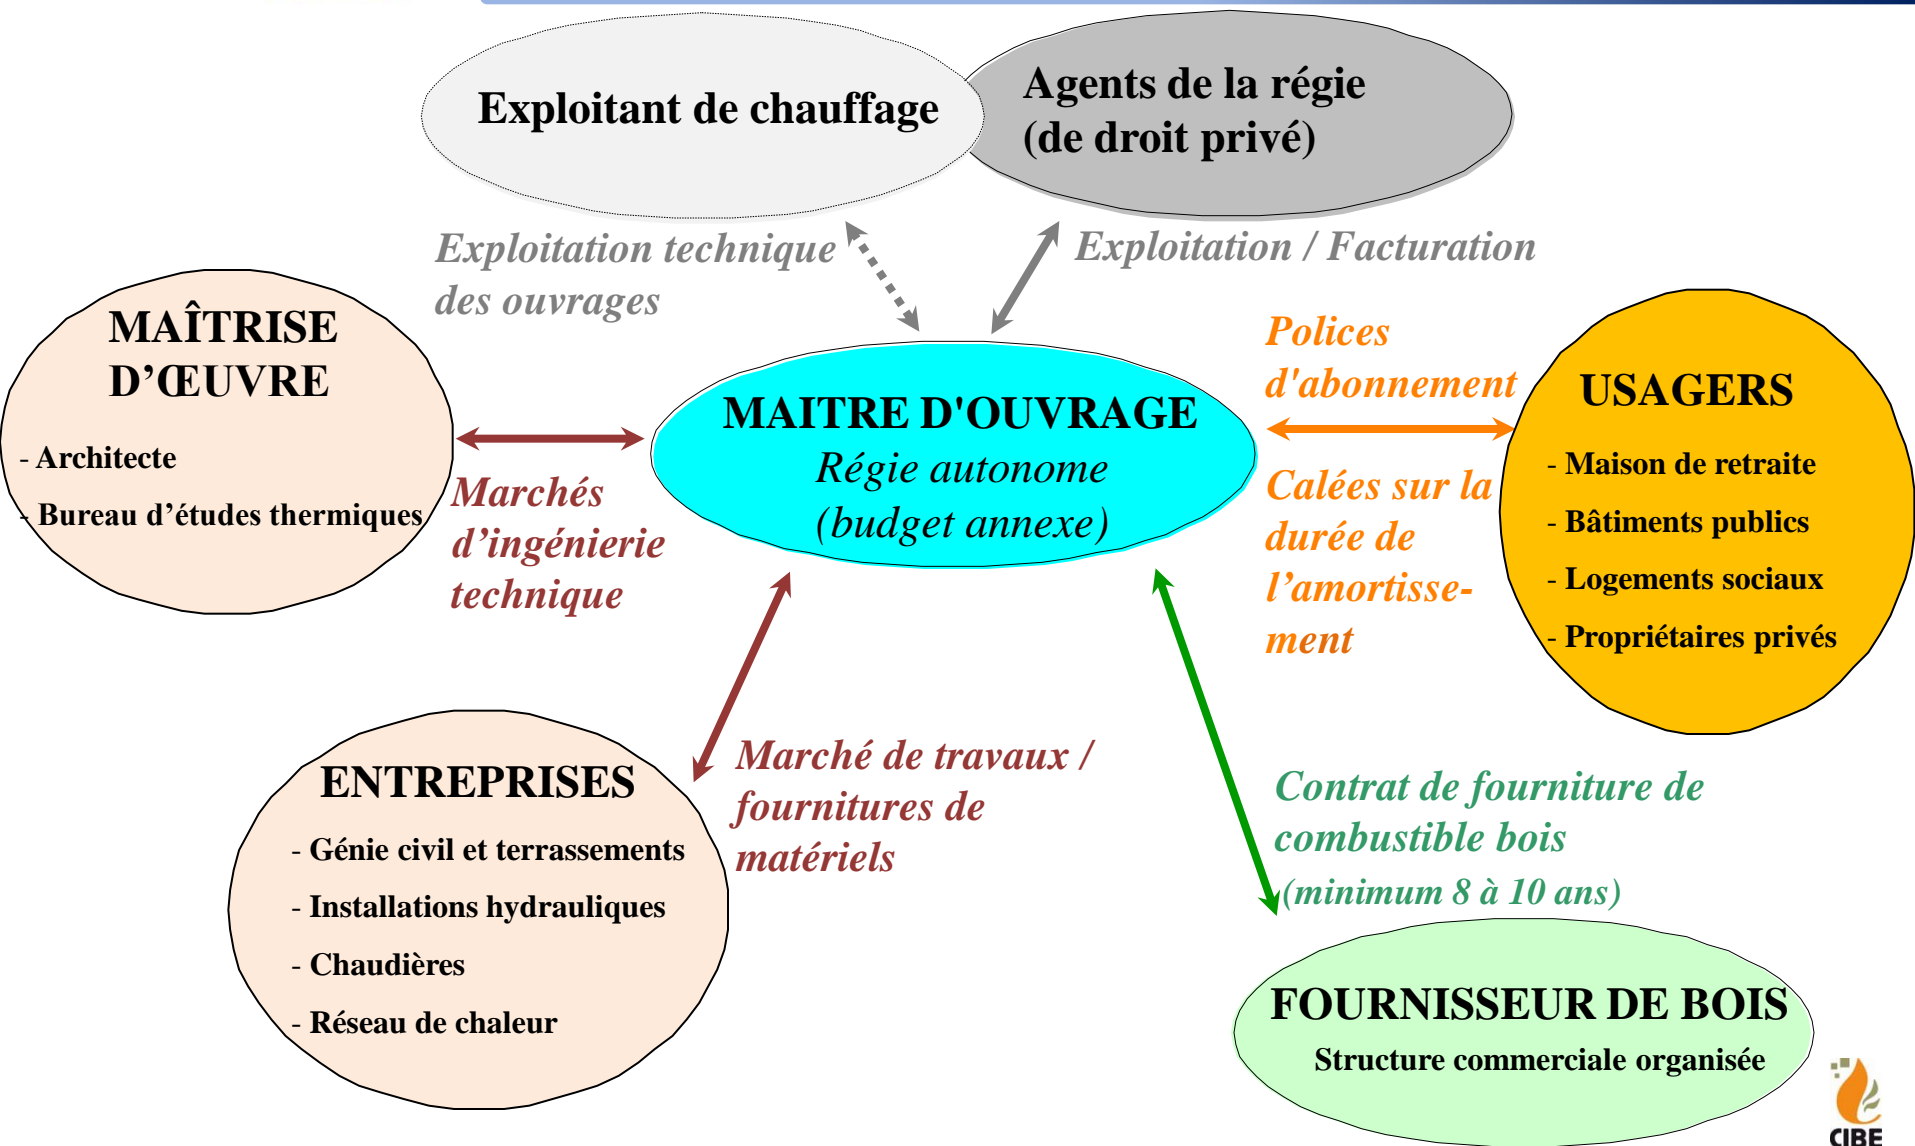 Exploitant de chauffage
Agents de la régie
(de droit privé)
Exploitation technique
des ouvrages
Exploitation / Facturation
MAÎTRISE
D’ŒUVRE
- Architecte
- Bureau d’études thermiques
Marchés
d’ingénierie
technique
MAITRE D'OUVRAGE
Régie autonome
(budget annexe)
Polices
d'abonnement
Calées sur la
durée de
l’amortisse-
ment
USAGERS
- Maison de retraite
- Bâtiments publics
- Logements sociaux
- Propriétaires privés
ENTREPRISES
- Génie civil et terrassements
- Installations hydrauliques
- Chaudières
- Réseau de chaleur
Marché de travaux /
fournitures de
matériels
Contrat de fourniture de
combustible bois
(minimum 8 à 10 ans)
FOURNISSEUR DE BOIS
Structure commerciale organisée
CIBE